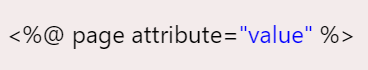 <%@ page attribute="value" %>